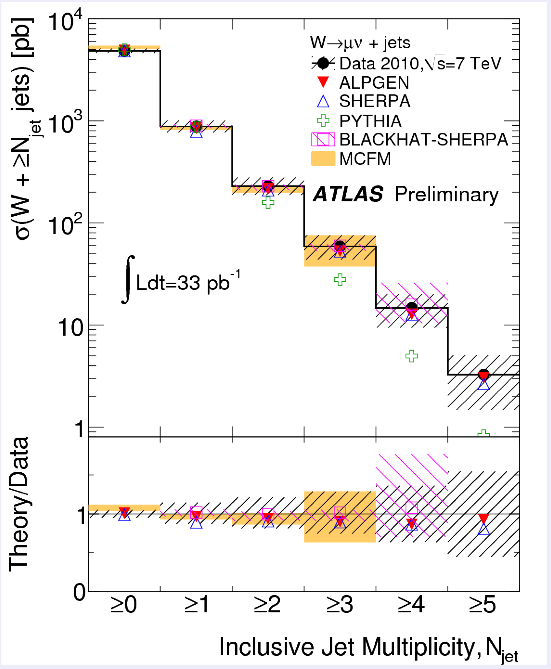 σ(W + ≥N_jet jets) [pb]
10⁴
10³
10²
10
1
W→μν + jets
Data 2010, √s=7 TeV
ALPGEN
SHERPA
PYTHIA
BLACKHAT-SHERPA
MCFM
ATLAS Preliminary
∫ Ldt=33 pb⁻¹
Theory/Data
1
0
≥0 ≥1 ≥2 ≥3 ≥4 ≥5
Inclusive Jet Multiplicity, N_jet